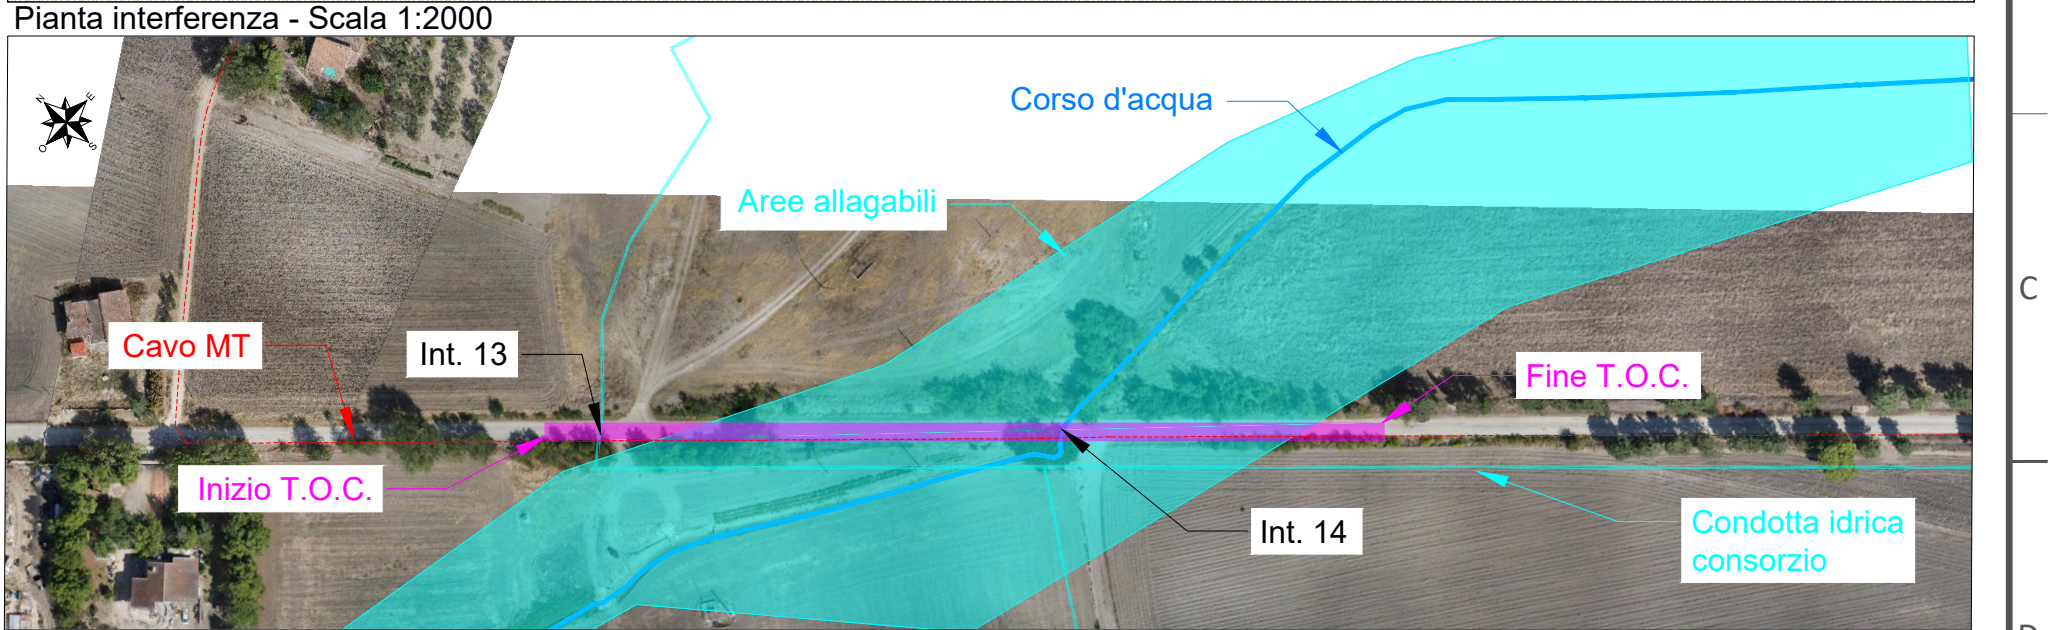 Pianta interferenza - Scala 1:2000
N
E
O
S
Corso d'acqua
Aree allagabili
C
Cavo MT
Int. 13
Fine T.O.C.
Inizio T.O.C.
Int. 14
Condotta idrica
consorzio